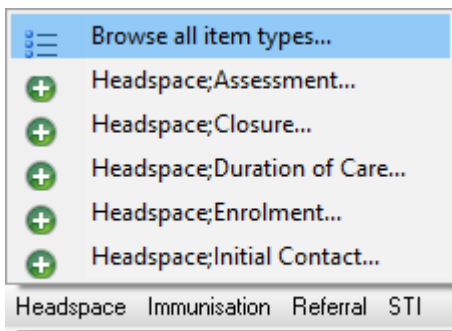 Browse all item types...
Headspace;Assessment...
Headspace;Closure...
Headspace;Duration of Care...
Headspace;Enrolment...
Headspace;Initial Contact...
Headspace Immunisation Referral STI